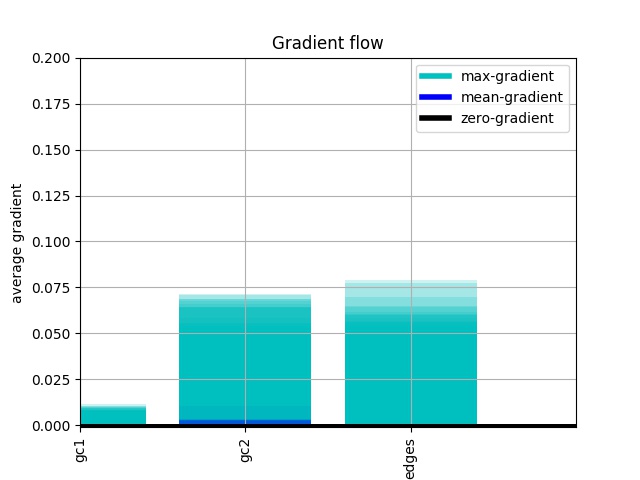 Gradient flow
max-gradient
mean-gradient
zero-gradient
average gradient
0.200
0.175
0.150
0.125
0.100
0.075
0.050
0.025
0.000
gc1
gc2
edges